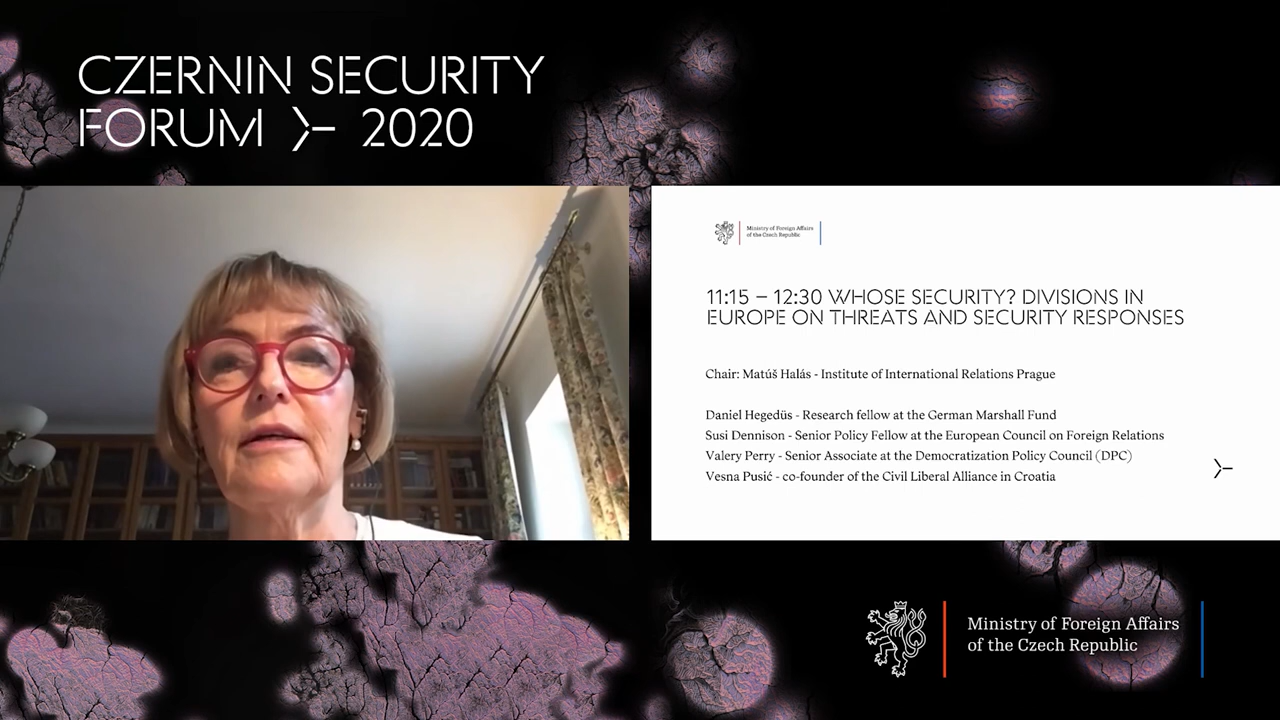 CZERNIN SECURITY
FORUM >- 2020
Ministry of Foreign Affairs
of the Czech Republic
11:15 – 12:30 WHOSE SECURITY? DIVISIONS IN
EUROPE ON THREATS AND SECURITY RESPONSES
Chair: Matúš Halás - Institute of International Relations Prague
Daniel Hegedüs - Research fellow at the German Marshall Fund
Susi Dennison - Senior Policy Fellow at the European Council on Foreign Relations
Valery Perry - Senior Associate at the Democratization Policy Council (DPC)
Vesna Pusić - co-founder of the Civil Liberal Alliance in Croatia
Ministry of Foreign Affairs
of the Czech Republic